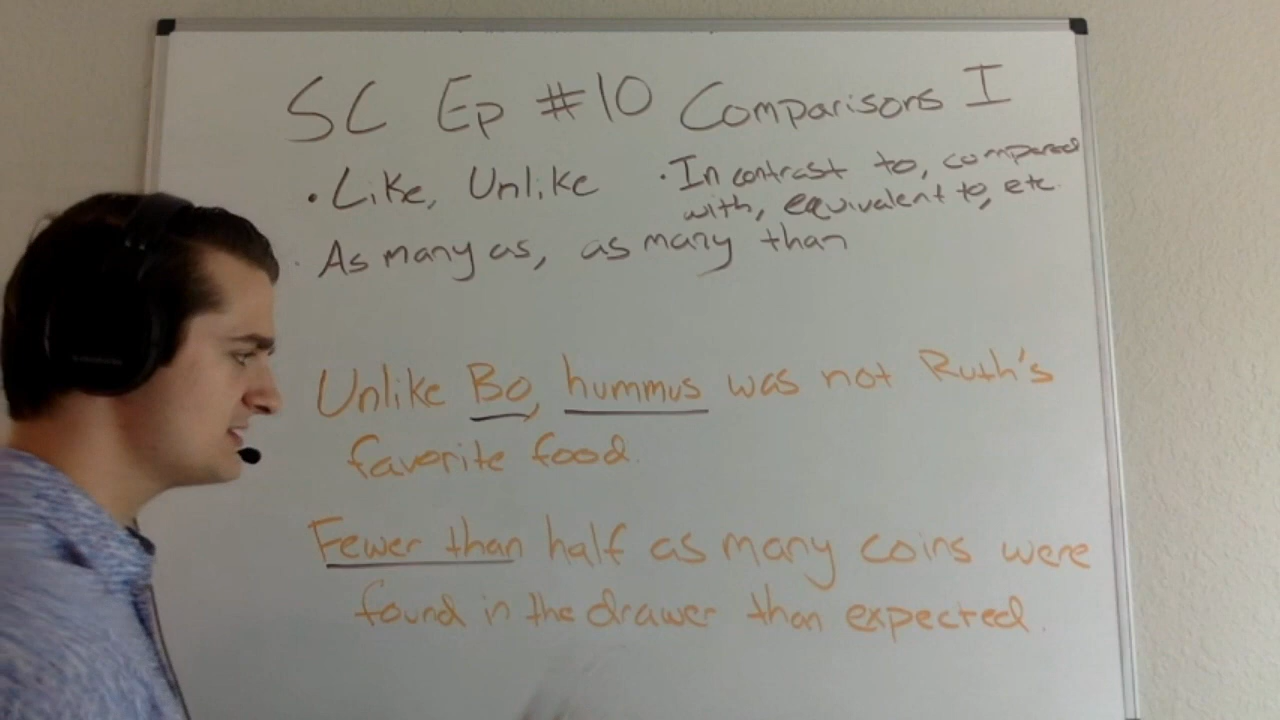 SC Ep #10 Comparisons I
• Like, Unlike
• In contrast to, compared
with, equivalent to, etc.
• As many as, as many than
Unlike Bo, hummus was not Ruth's
favorite food.
Fewer than half as many coins were
found in the drawer than expected.